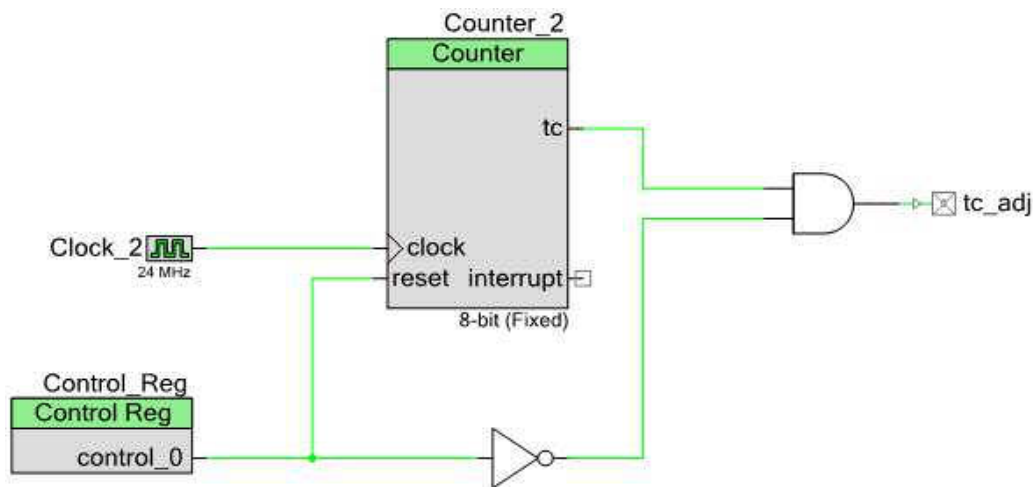 Counter_2
Counter
tc
tc_adj
Clock_2
24 MHz
clock
reset interrupt
8-bit (Fixed)
Control_Reg
Control Reg
control_0